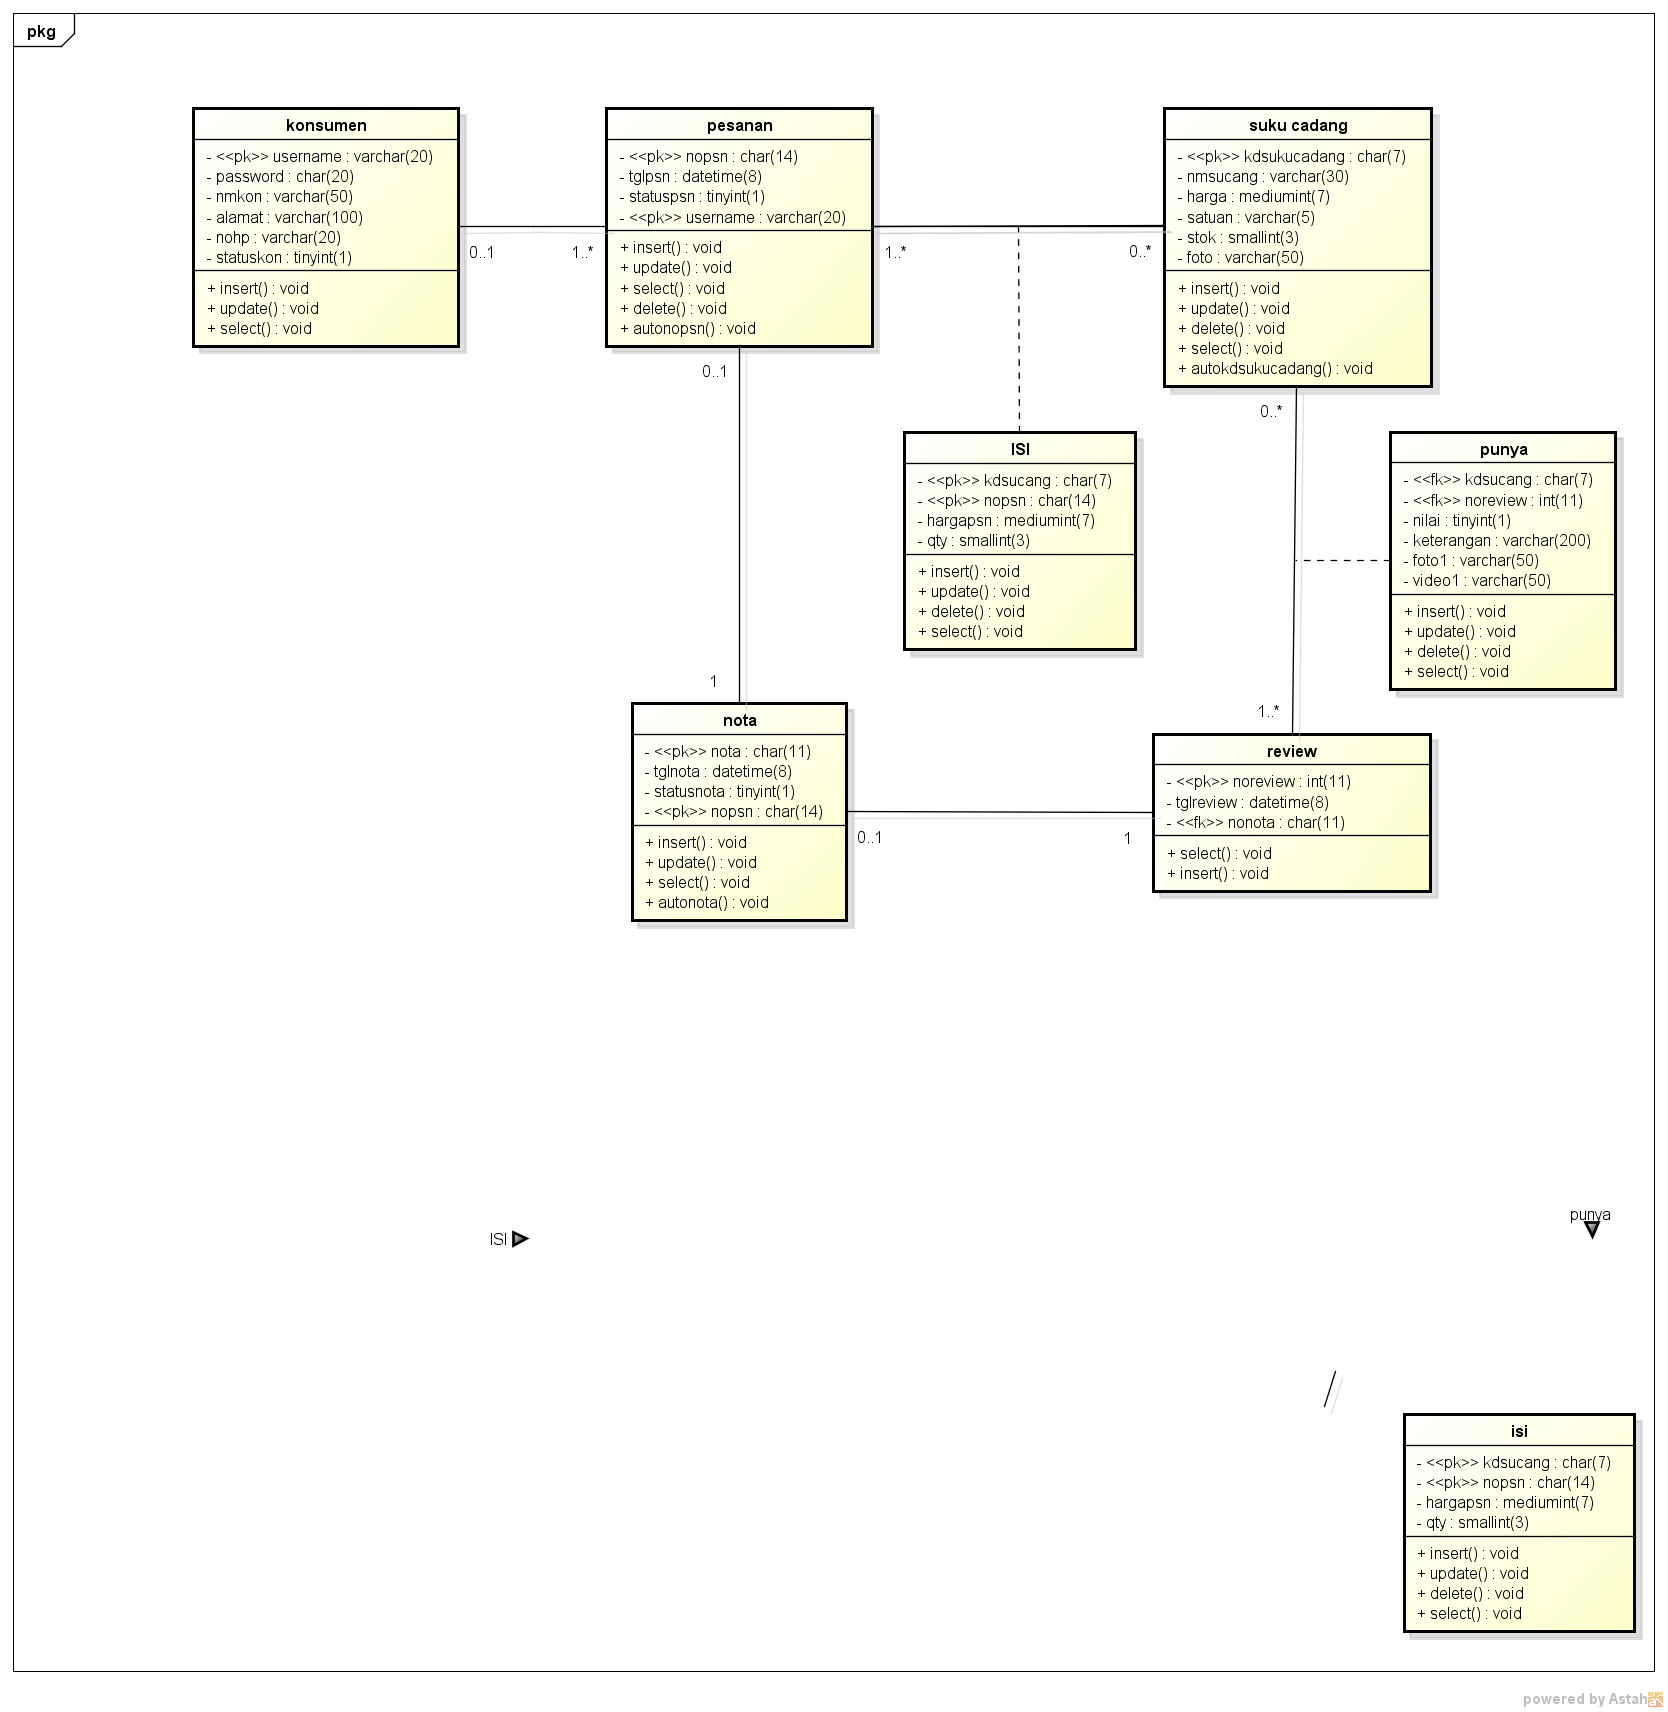 pkg
konsumen
- <<pk>> username : varchar(20)
- password : char(20)
- nmkon : varchar(50)
- alamat : varchar(100)
- nohp : varchar(20)
- statuskon : tinyint(1)
+ insert() : void
+ update() : void
+ select() : void
0..1
1..*
pesanan
- <<pk>> nopsn : char(14)
- tglpsn : datetime(8)
- statuspsn : tinyint(1)
- <<pk>> username : varchar(20)
+ insert() : void
+ update() : void
+ select() : void
+ delete() : void
+ autonopsn() : void
1..*
0..*
suku cadang
- <<pk>> kdsukucadang : char(7)
- nmsucang : varchar(30)
- harga : mediumint(7)
- satuan : varchar(5)
- stok : smallint(3)
- foto : varchar(50)
+ insert() : void
+ update() : void
+ delete() : void
+ select() : void
+ autokdsukucadang() : void
0..1
0..*
ISI
- <<pk>> kdsucang : char(7)
- <<pk>> nopsn : char(14)
- hargapsn : mediumint(7)
- qty : smallint(3)
+ insert() : void
+ update() : void
+ delete() : void
+ select() : void
punya
- <<fk>> kdsucang : char(7)
- <<fk>> noreview : int(11)
- nilai : tinyint(1)
- keterangan : varchar(200)
- foto1 : varchar(50)
- video1 : varchar(50)
+ insert() : void
+ update() : void
+ delete() : void
+ select() : void
1
1..*
nota
- <<pk>> nota : char(11)
- tglnota : datetime(8)
- statusnota : tinyint(1)
- <<pk>> nopsn : char(14)
+ insert() : void
+ update() : void
+ select() : void
+ autonota() : void
0..1
1
review
- <<pk>> noreview : int(11)
- tglreview : datetime(8)
- <<fk>> nonota : char(11)
+ select() : void
+ insert() : void
ISI
punya
isi
- <<pk>> kdsucang : char(7)
- <<pk>> nopsn : char(14)
- hargapsn : mediumint(7)
- qty : smallint(3)
+ insert() : void
+ update() : void
+ delete() : void
+ select() : void
powered by Astah